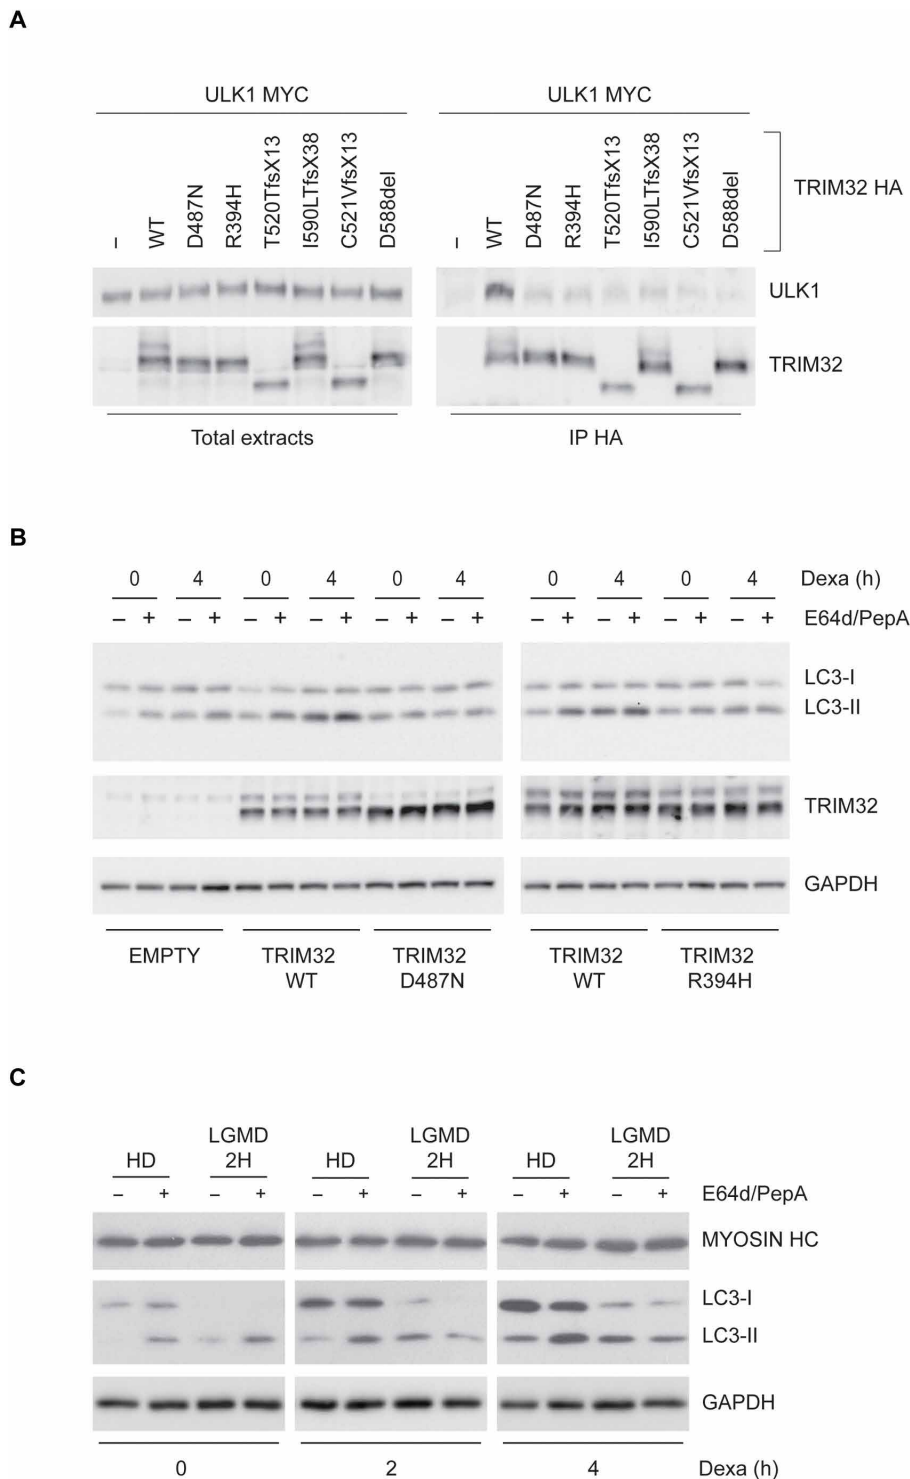 A
ULK1 MYC ULK1 MYC
– WT D487N R394H T520TfsX13 I590LTfsX38 C521VfsX13 D588del – WT D487N R394H T520TfsX13 I590LTfsX38 C521VfsX13 D588del TRIM32 HA
ULK1
TRIM32
Total extracts IP HA
B
0 4 0 4 0 4 0 4 0 4 Dexa (h)
– + – + – + – + – + – + – + – + – + – + E64d/PepA
LC3-I
LC3-II
TRIM32
GAPDH
EMPTY TRIM32 TRIM32 TRIM32 TRIM32
WT D487N WT R394H
C
LGMD LGMD LGMD
HD 2H HD 2H HD 2H
– + – + – + – + – + – + E64d/PepA
MYOSIN HC
LC3-I
LC3-II
GAPDH
0 2 4 Dexa (h)